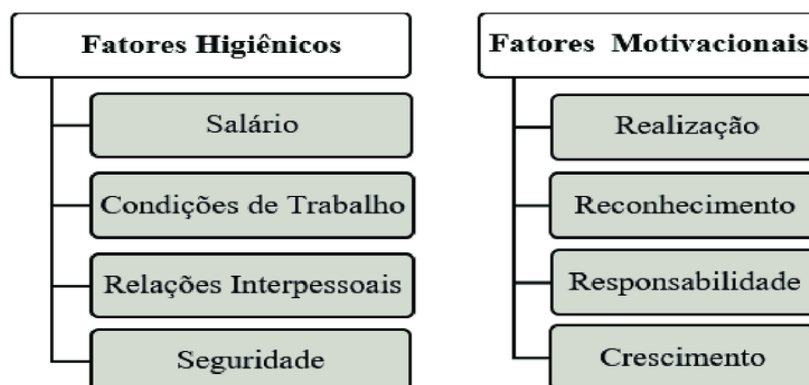 Fatores Higiênicos
Salário
Condições de Trabalho
Relações Interpessoais
Seguridade
Fatores Motivacionais
Realização
Reconhecimento
Responsabilidade
Crescimento